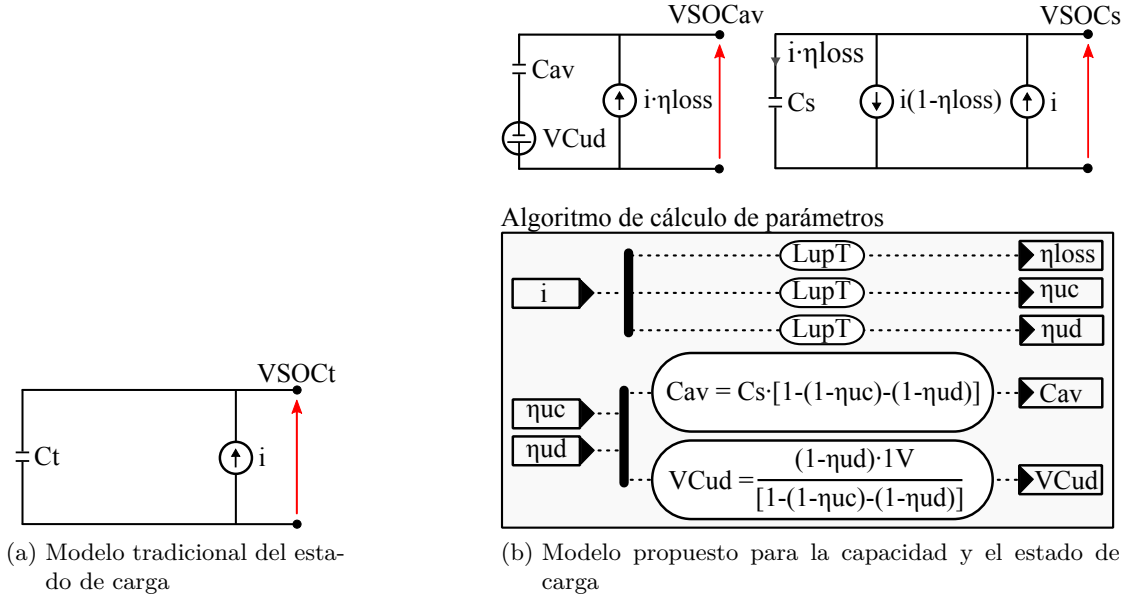 VSOCav
Cav
i·ηloss
VCud
VSOCs
i·ηloss
Cs
i(1-ηloss)
i
Algoritmo de cálculo de parámetros
i
LupT
ηloss
LupT
ηuc
LupT
ηud
ηuc
ηud
Cav = Cs·[1-(1-ηuc)-(1-ηud)]
Cav
VCud = (1-ηud)·1V
[1-(1-ηuc)-(1-ηud)]
VCud
VSOCt
Ct
i
(a) Modelo tradicional del esta-
do de carga
(b) Modelo propuesto para la capacidad y el estado de
carga